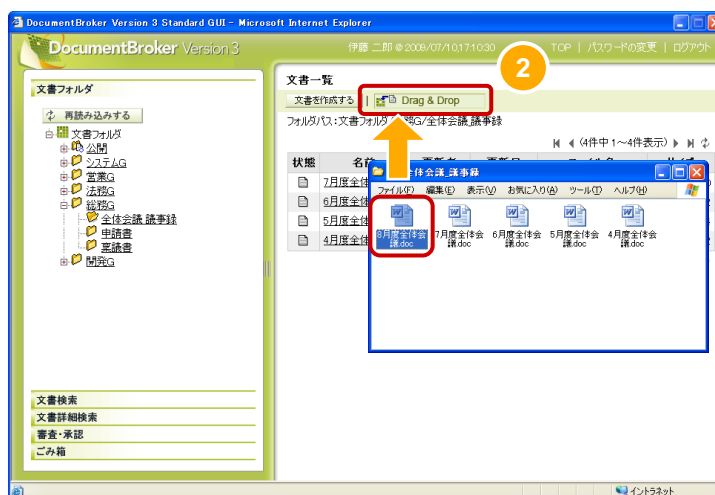 DocumentBroker Version 3 Standard GUI - Microsoft Internet Explorer
DocumentBroker Version 3
伊藤 二郎@2009/07/10,17:10:30
TOP | パスワードの変更 | ログアウト
2
文書フォルダ
再読み込みする
文書フォルダ
公開
システムG
営業G
法務G
総務G
全体会議_議事録
申請書
稟議書
開発G
文書検索
文書詳細検索
審査・承認
ごみ箱
文書一覧
文書を作成する | Drag & Drop
フォルダパス:文書フォルダ/総務G/全体会議_議事録
(4件中 1~4件表示)
状態
7月度全体
6月度全体
5月度全体
4月度全体
全体会議_議事録
ファイル(F) 編集(E) 表示(V) お気に入り(A) ツール(T) ヘルプ(H)
8月度全体会議.doc
7月度全体会議.doc
6月度全体会議.doc
5月度全体会議.doc
4月度全体会議.doc
イントラネット